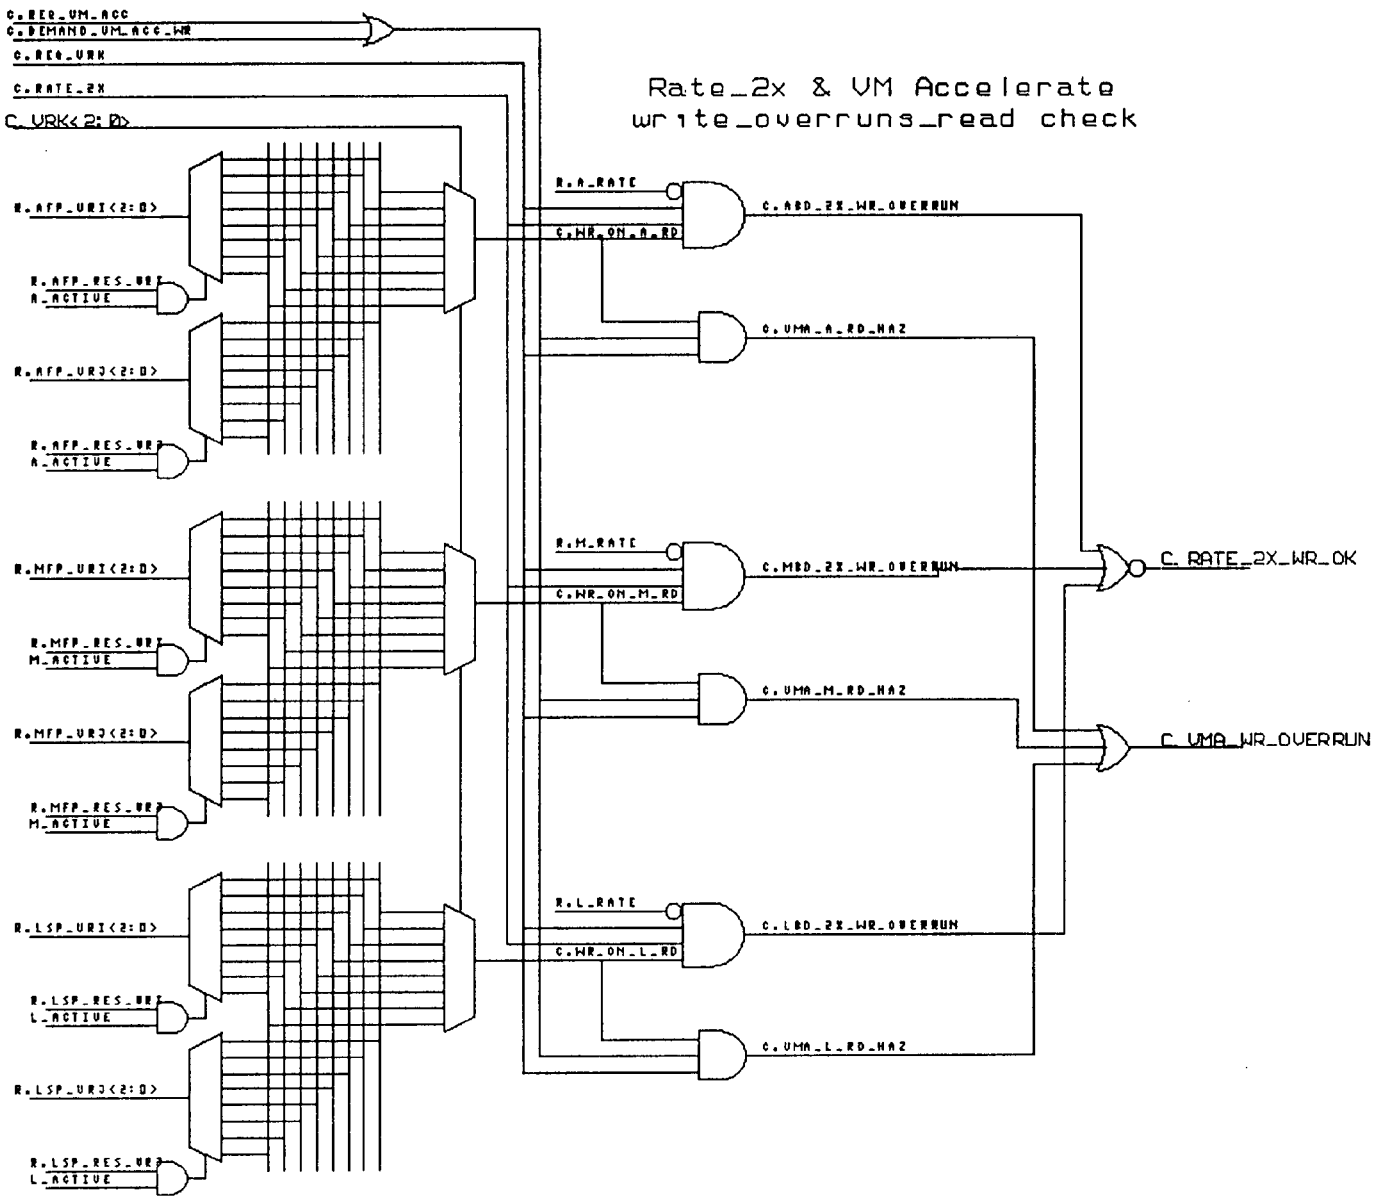 C.REQ_VM_ACC
C.DEMAND_VM_ACC_WR
C.REQ_VRK
C.RATE_2X
C_VRK<2:0>
Rate_2x & VM Accelerate
write_overruns_read check
R.AFP_VRI<2:0>
R.AFP_RES_VRI
A_ACTIVE
R.AFP_VRJ<2:0>
R.AFP_RES_VRJ
A_ACTIVE
R.A_RATE
C.WR_ON_A_RD
C.ABD_2X_WR_OVERRUN
C.VMA_A_RD_HAZ
R.MFP_VRI<2:0>
R.MFP_RES_VRI
M_ACTIVE
R.MFP_VRJ<2:0>
R.MFP_RES_VRJ
M_ACTIVE
R.M_RATE
C.WR_ON_M_RD
C.MBD_2X_WR_OVERRUN
C.VMA_M_RD_HAZ
C_RATE_2X_WR_OK
C_VMA_WR_OVERRUN
R.LSP_VRI<2:0>
R.LSP_RES_VRI
L_ACTIVE
R.LSP_VRJ<2:0>
R.LSP_RES_VRJ
L_ACTIVE
R.L_RATE
C.WR_ON_L_RD
C.LBD_2X_WR_OVERRUN
C.VMA_L_RD_HAZ